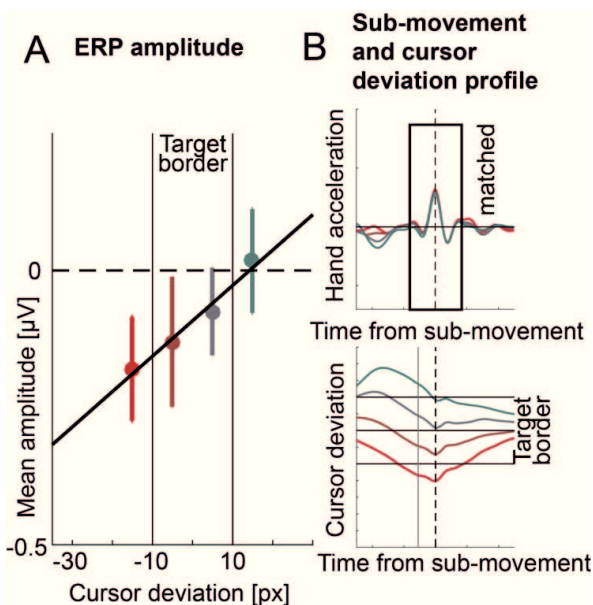 A ERP amplitude
Target
border
0
-0.5
Mean amplitude [µV]
-30 -10 10
Cursor deviation [px]
B Sub-movement
and cursor
deviation profile
Hand acceleration
matched
Time from sub-movement
Cursor deviation
Target
border
Time from sub-movement